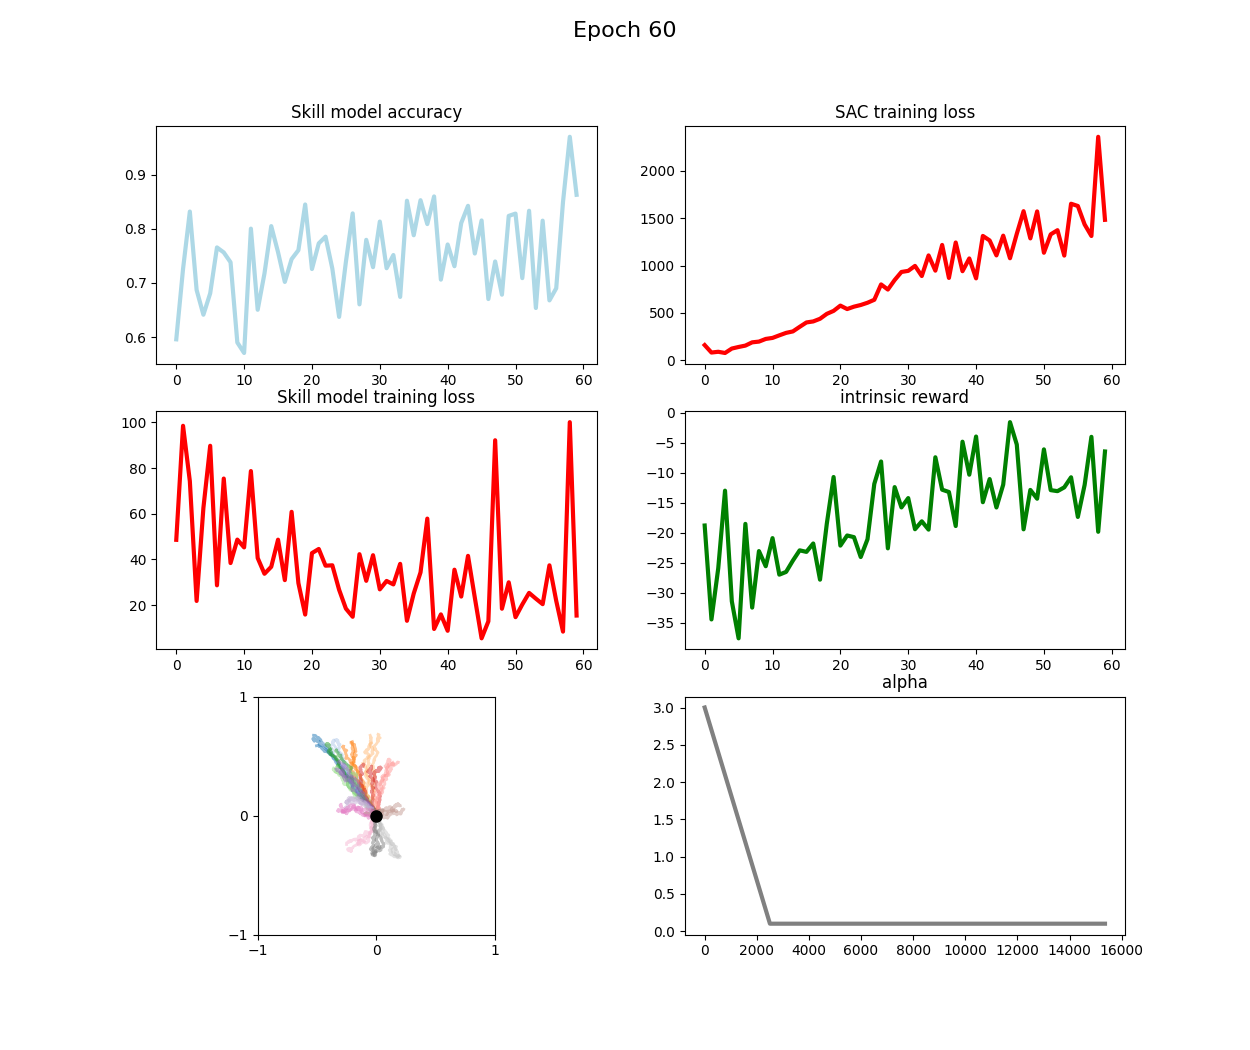 Epoch 60
Skill model accuracy
0.9
0.8
0.7
0.6
0 10 20 30 40 50 60
SAC training loss
2000
1500
1000
500
0
0 10 20 30 40 50 60
Skill model training loss
100
80
60
40
20
0 10 20 30 40 50 60
intrinsic reward
0
−5
−10
−15
−20
−25
−30
−35
0 10 20 30 40 50 60
1
0
−1
−1 0 1
alpha
3.0
2.5
2.0
1.5
1.0
0.5
0.0
0 2000 4000 6000 8000 10000 12000 14000 16000